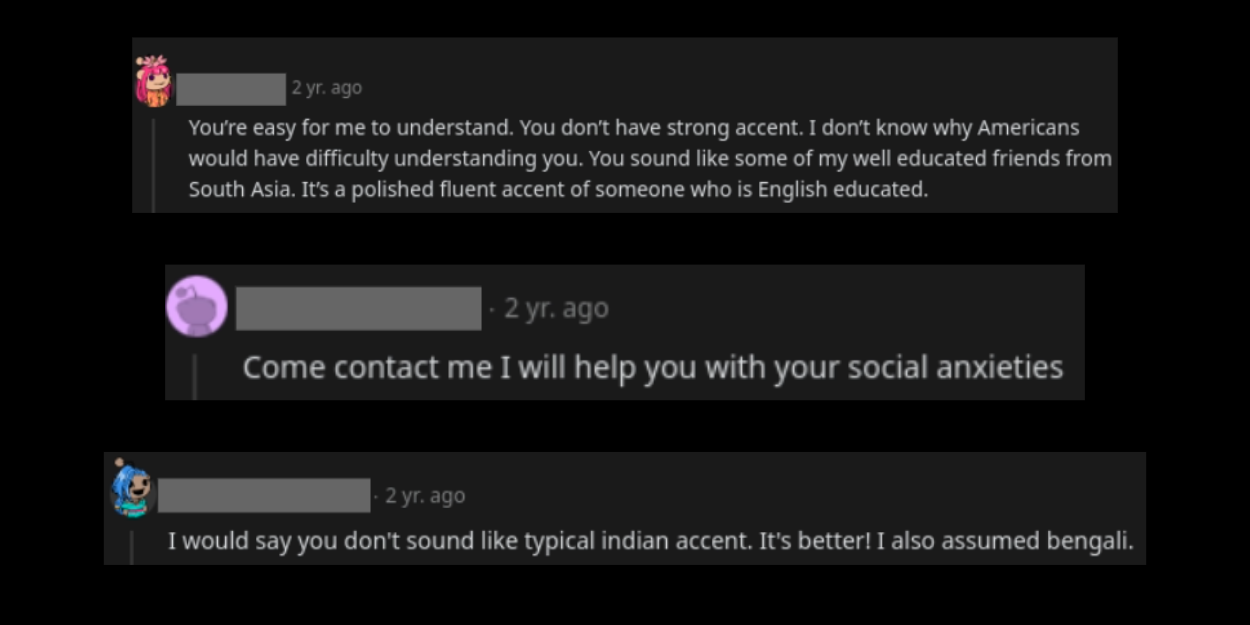 2 yr. ago
You’re easy for me to understand. You don’t have strong accent. I don’t know why Americans
would have difficulty understanding you. You sound like some of my well educated friends from
South Asia. It’s a polished fluent accent of someone who is English educated.
· 2 yr. ago
Come contact me I will help you with your social anxieties
· 2 yr. ago
I would say you don't sound like typical indian accent. It's better! I also assumed bengali.